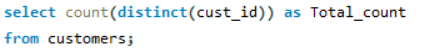 select count(distinct(cust_id)) as Total_count
from customers;